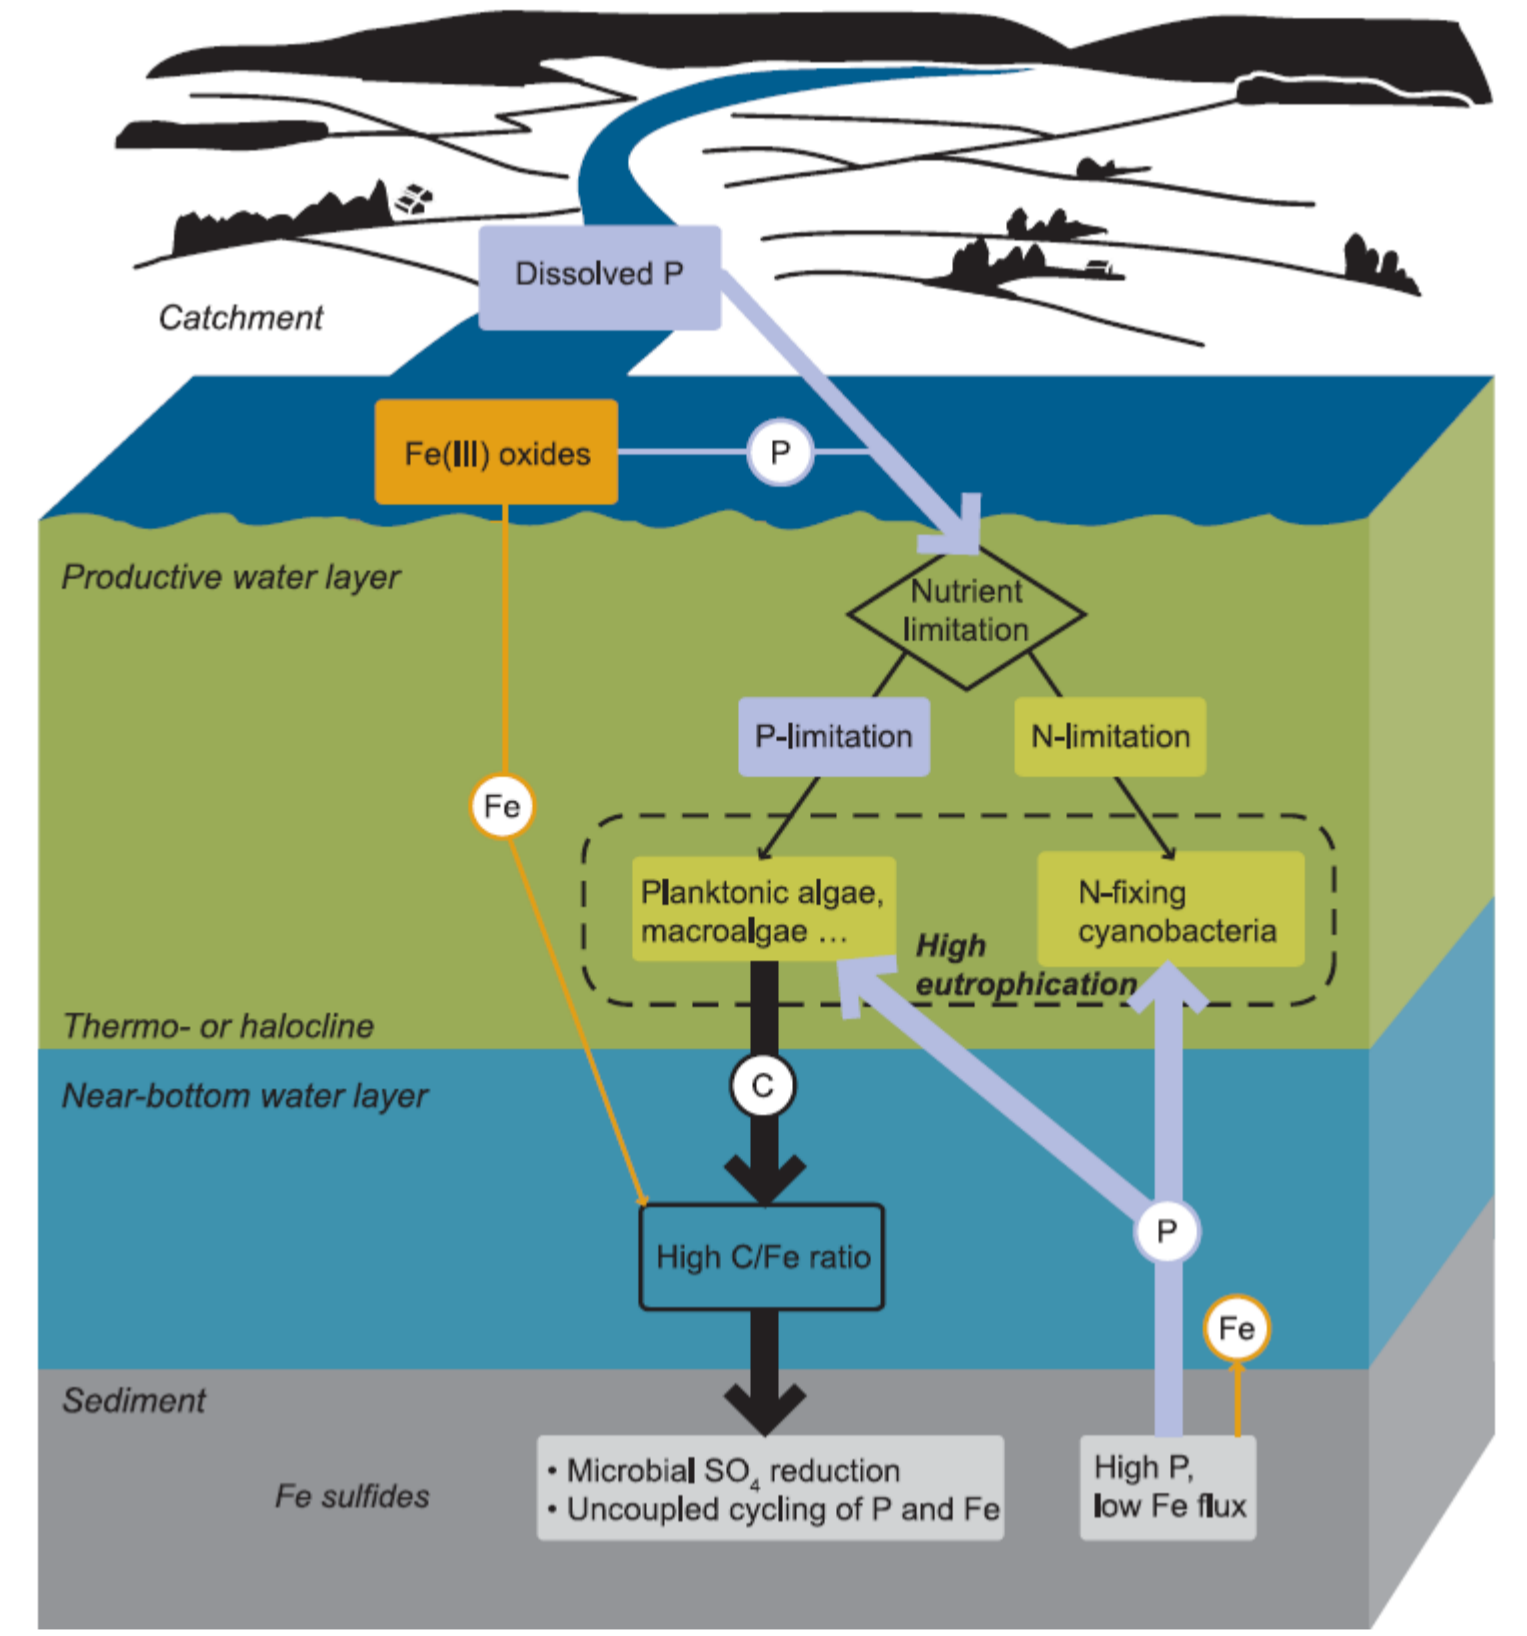 Dissolved P
Catchment
Fe(III) oxides
P
Productive water layer
Nutrient
limitation
P-limitation
N-limitation
Fe
Planktonic algae,
macroalgae ...
N-fixing
cyanobacteria
High
eutrophication
Thermo- or halocline
Near-bottom water layer
C
High C/Fe ratio
P
Fe
Sediment
Fe sulfides
• Microbial SO₄ reduction
• Uncoupled cycling of P and Fe
High P,
low Fe flux